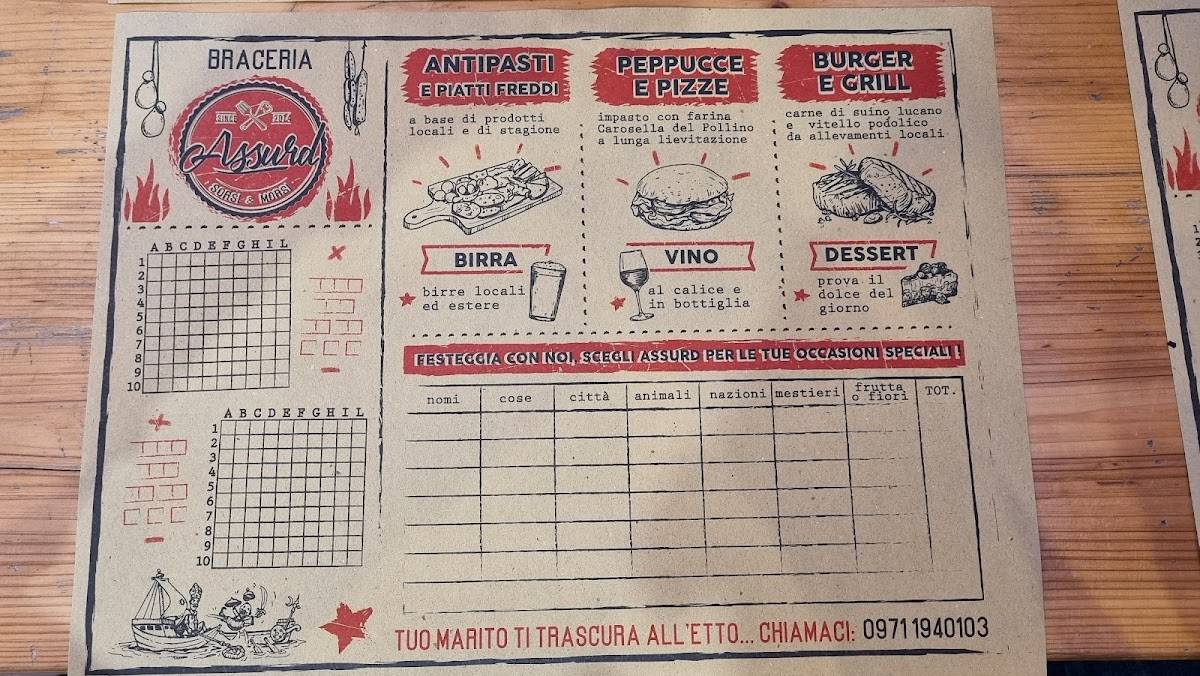 BRACERIA
SINCE 2014
Assurd
SORSI & MORSI
ANTIPASTI
E PIATTI FREDDI
a base di prodotti
locali e di stagione
PEPPUCCE
E PIZZE
impasto con farina
Carosella del Pollino
a lunga lievitazione
BURGER
E GRILL
carne di suino lucano
e vitello podolico
da allevamenti locali
BIRRA
birre locali
ed estere
VINO
al calice e
in bottiglia
DESSERT
prova il
dolce del
giorno
A B C D E F G H I L
1
2
3
4
5
6
7
8
9
10
A B C D E F G H I L
1
2
3
4
5
6
7
8
9
10
FESTEGGIA CON NOI, SCEGLI ASSURD PER LE TUE OCCASIONI SPECIALI !
nomi cose città animali nazioni mestieri frutta o fiori TOT.
TUO MARITO TI TRASCURA ALL'ETTO... CHIAMACI: 0971 1940103